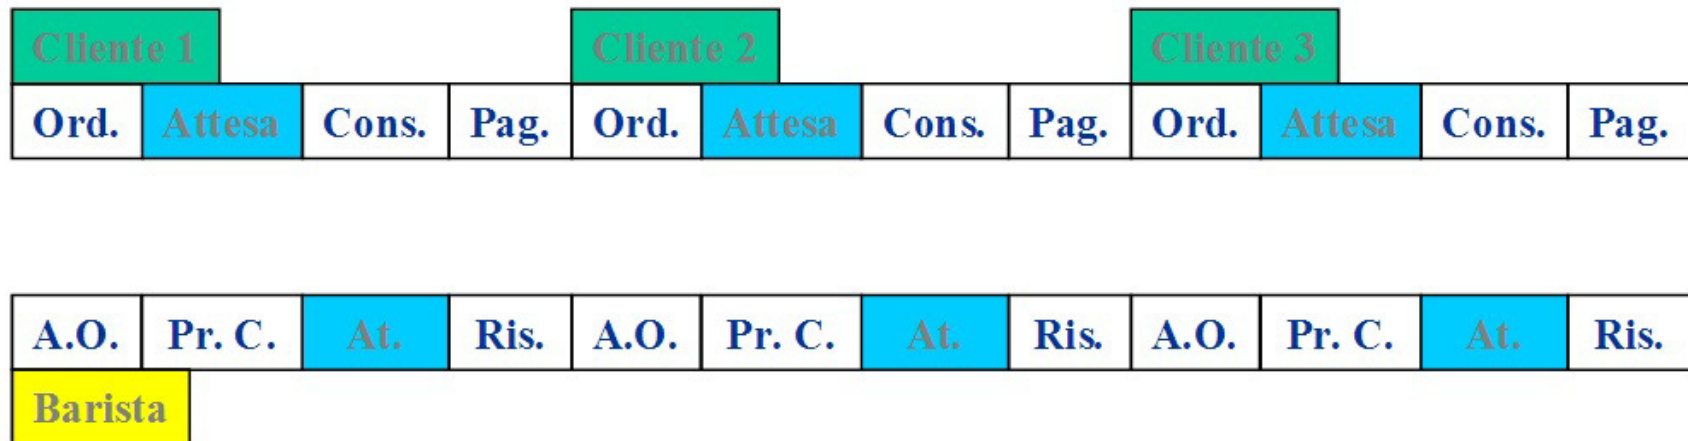 Cliente 1 Cliente 2 Cliente 3
Ord. Attesa Cons. Pag. Ord. Attesa Cons. Pag. Ord. Attesa Cons. Pag.
A.O. Pr. C. At. Ris. A.O. Pr. C. At. Ris. A.O. Pr. C. At. Ris.
Barista